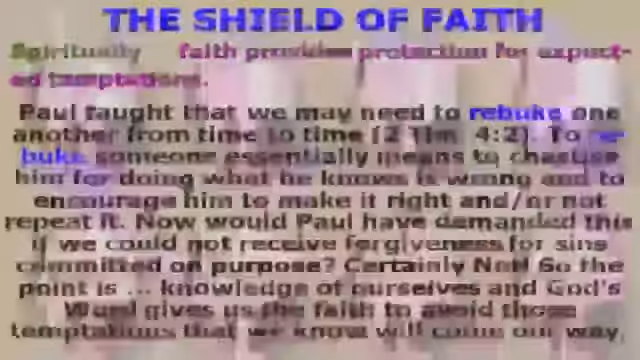 THE SHIELD OF FAITH
Spiritually faith provides protection for expect-
ed temptations.
Paul taught that we may need to rebuke one
another from time to time (2 Tim. 4:2). To re-
buke someone essentially means to chastise
him for doing what he knows is wrong and to
encourage him to make it right and/or not
repeat it. Now would Paul have demanded this
if we could not receive forgiveness for sins
committed on purpose? Certainly Not! So the
point is ... knowledge of ourselves and God's
Word gives us the faith to avoid those
temptations that we know will come our way.